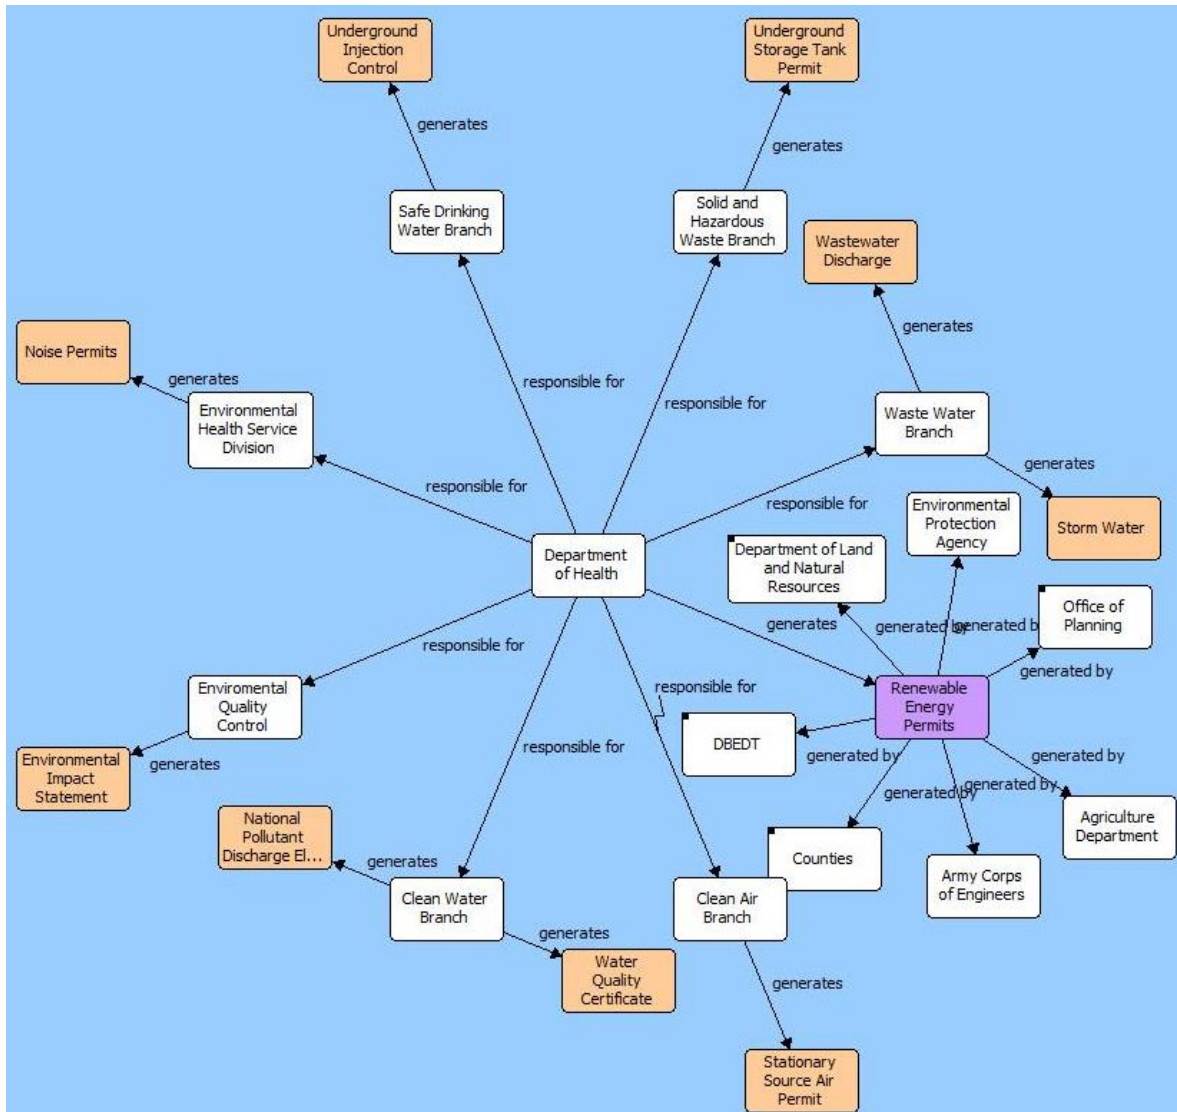 Underground
Injection
Control
Underground
Storage Tank
Permit
generates
generates
Safe Drinking
Water Branch
Solid and
Hazardous
Waste Branch
Wastewater
Discharge
generates
Noise Permits
generates
responsible for
responsible for
Environmental
Health Service
Division
Waste Water
Branch
generates
responsible for
responsible for
Environmental
Protection
Agency
Storm Water
Department
of Health
Department of Land
and Natural
Resources
Office of
Planning
generates
generated by
generated by
generated by
responsible for
responsible for
Renewable
Energy
Permits
Enviromental
Quality
Control
DBEDT
generates
responsible for
generated by
generated by
generated by
generated by
Environmental
Impact
Statement
National
Pollutant
Discharge El...
Agriculture
Department
generates
Counties
Clean Water
Branch
Clean Air
Branch
Army Corps
of Engineers
generates
Water
Quality
Certificate
generates
Stationary
Source Air
Permit